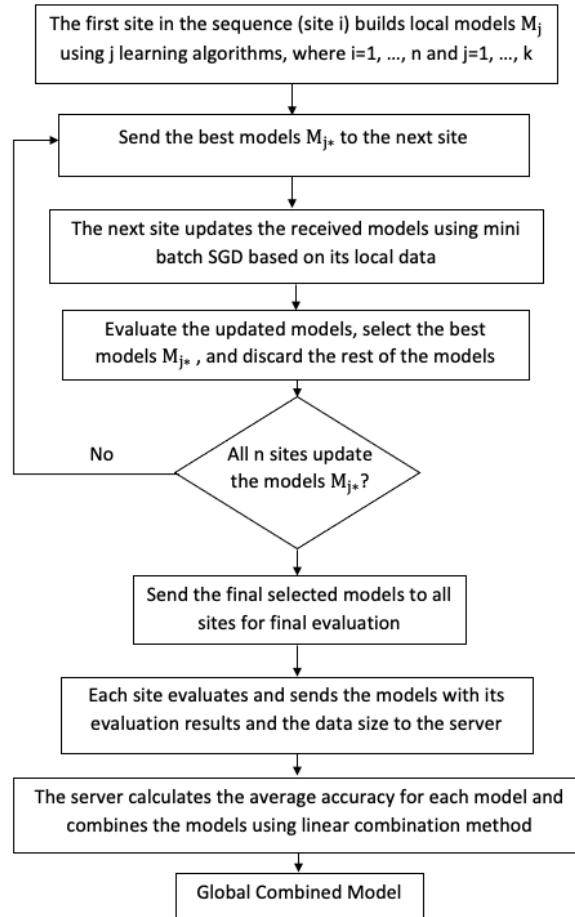 The first site in the sequence (site i) builds local models Mj
using j learning algorithms, where i=1, ..., n and j=1, ..., k
Send the best models Mj* to the next site
The next site updates the received models using mini
batch SGD based on its local data
Evaluate the updated models, select the best
models Mj* , and discard the rest of the models
No
All n sites update
the models Mj*?
Send the final selected models to all
sites for final evaluation
Each site evaluates and sends the models with its
evaluation results and the data size to the server
The server calculates the average accuracy for each model and
combines the models using linear combination method
Global Combined Model